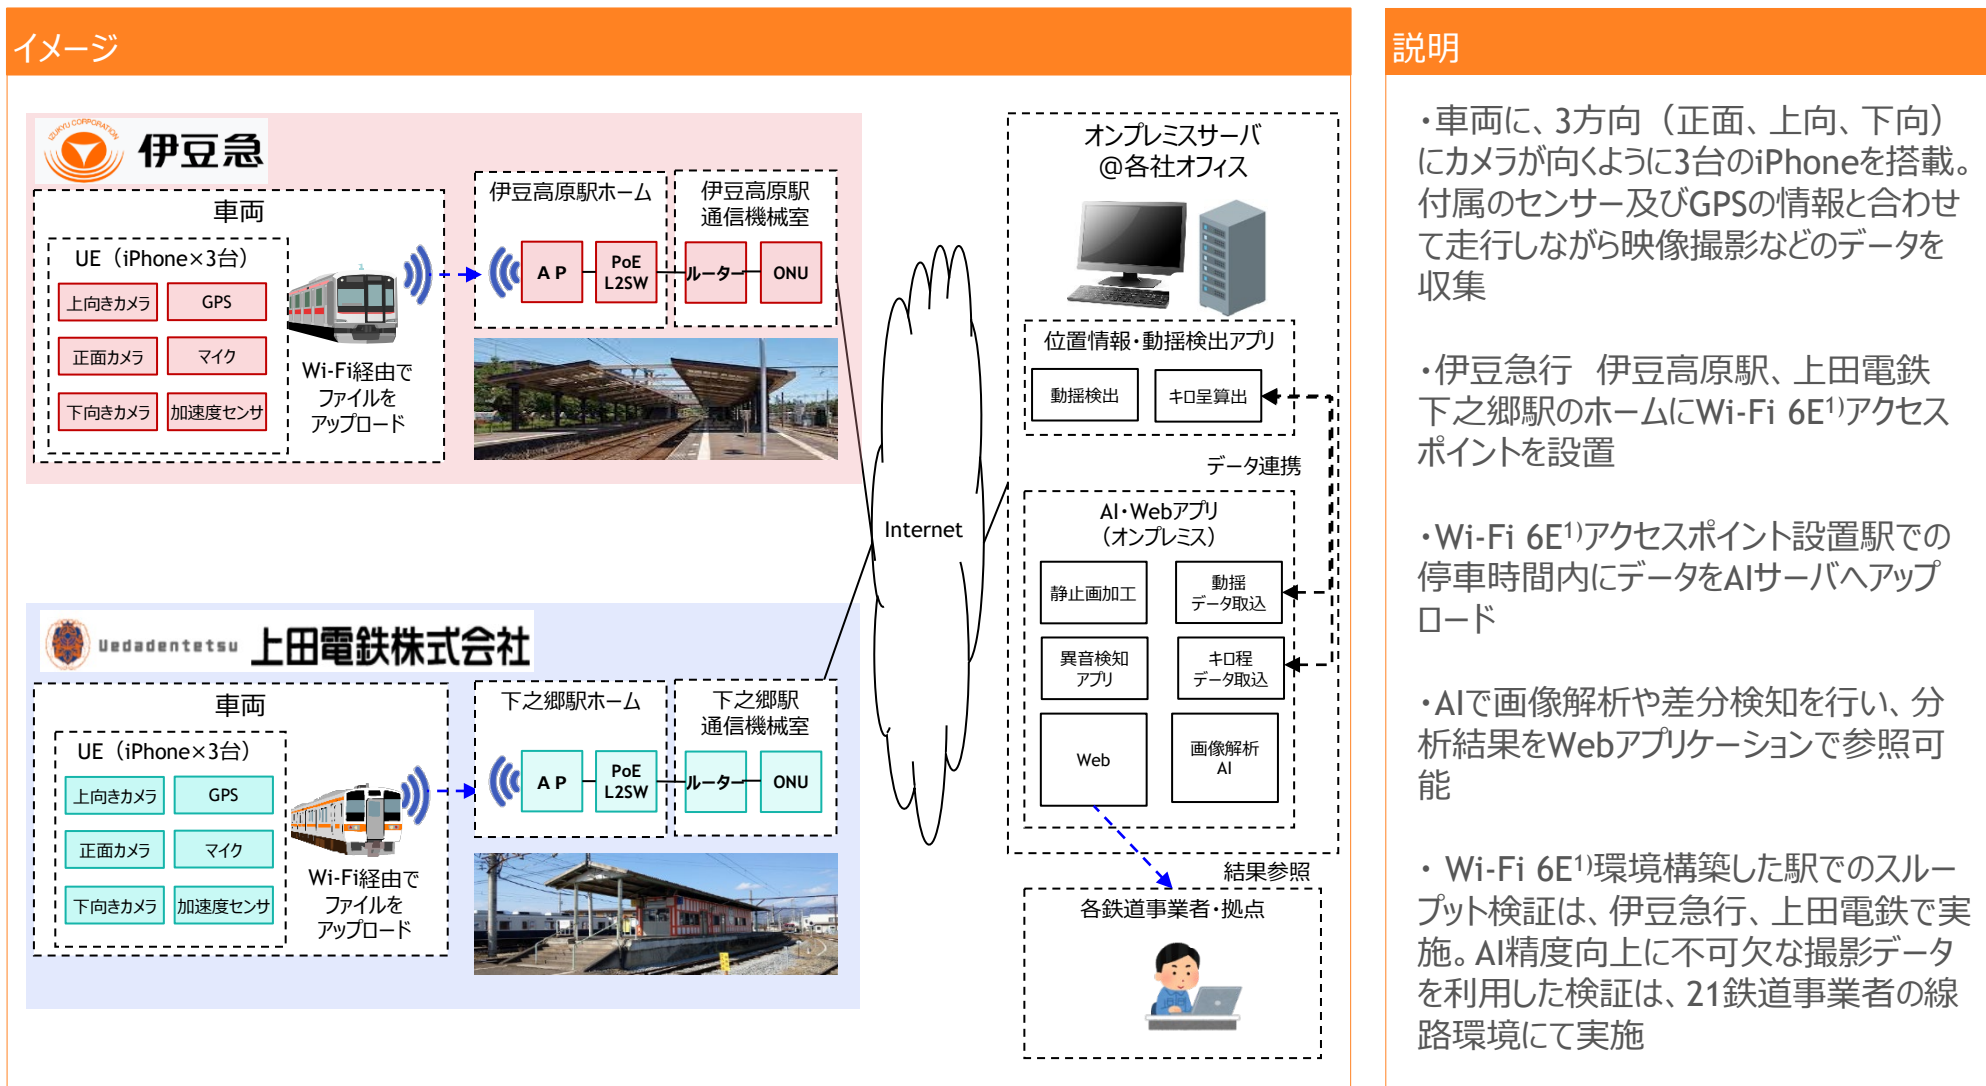 イメージ
IZUKYU CORPORATION
伊豆急
車両
UE（iPhone×3台）
上向きカメラ
GPS
正面カメラ
マイク
下向きカメラ
加速度センサ
Wi-Fi経由で
ファイルを
アップロード
伊豆高原駅ホーム
A P
PoE
L2SW
伊豆高原駅
通信機械室
ルーター
ONU
Uedadentetsu 上田電鉄株式会社
車両
UE（iPhone×3台）
上向きカメラ
GPS
正面カメラ
マイク
下向きカメラ
加速度センサ
Wi-Fi経由で
ファイルを
アップロード
下之郷駅ホーム
A P
PoE
L2SW
下之郷駅
通信機械室
ルーター
ONU
Internet
オンプレミスサーバ
@各社オフィス
位置情報・動揺検出アプリ
動揺検出
キロ呈算出
データ連携
AI・Webアプリ
（オンプレミス）
静止画加工
動揺
データ取込
異音検知
アプリ
キロ程
データ取込
Web
画像解析
AI
結果参照
各鉄道事業者・拠点
説明
・車両に、3方向（正面、上向、下向）
にカメラが向くように3台のiPhoneを搭載。
付属のセンサー及びGPSの情報と合わせ
て走行しながら映像撮影などのデータを
収集
・伊豆急行　伊豆高原駅、上田電鉄
下之郷駅のホームにWi-Fi 6E1)アクセス
ポイントを設置
・Wi-Fi 6E1)アクセスポイント設置駅での
停車時間内にデータをAIサーバへアップ
ロード
・AIで画像解析や差分検知を行い、分
析結果をWebアプリケーションで参照可
能
・ Wi-Fi 6E1)環境構築した駅でのスルー
プット検証は、伊豆急行、上田電鉄で実
施。AI精度向上に不可欠な撮影データ
を利用した検証は、21鉄道事業者の線
路環境にて実施